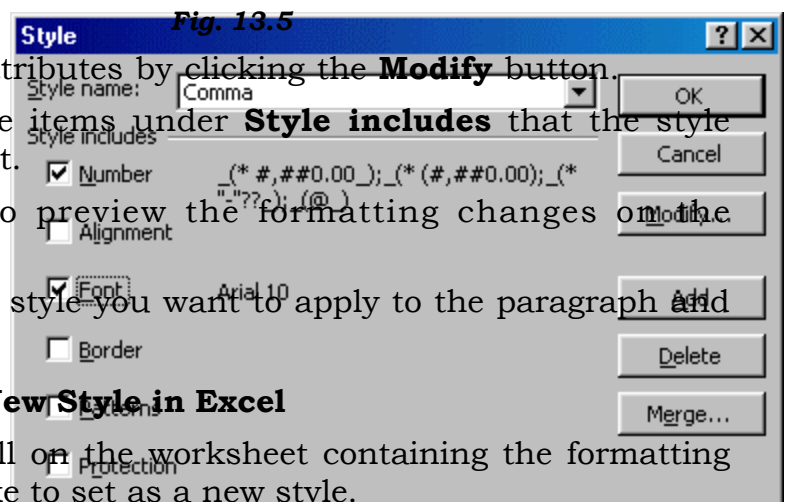 Fig. 13.5
Style
tributes by clicking the Modify button.
Style name: Comma OK
e items under Style includes that the style
Style includes
t.
Number _(* #,##0.00_);_(* (#,##0.00);_(* Cancel
"-"??_);_(@_)
o preview the formatting changes on the
Alignment Modify...
Font Arial 10 Add
style you want to apply to the paragraph and
Border Delete
New Style in Excel
Patterns Merge...
ll on the worksheet containing the formatting
Protection
ke to set as a new style.